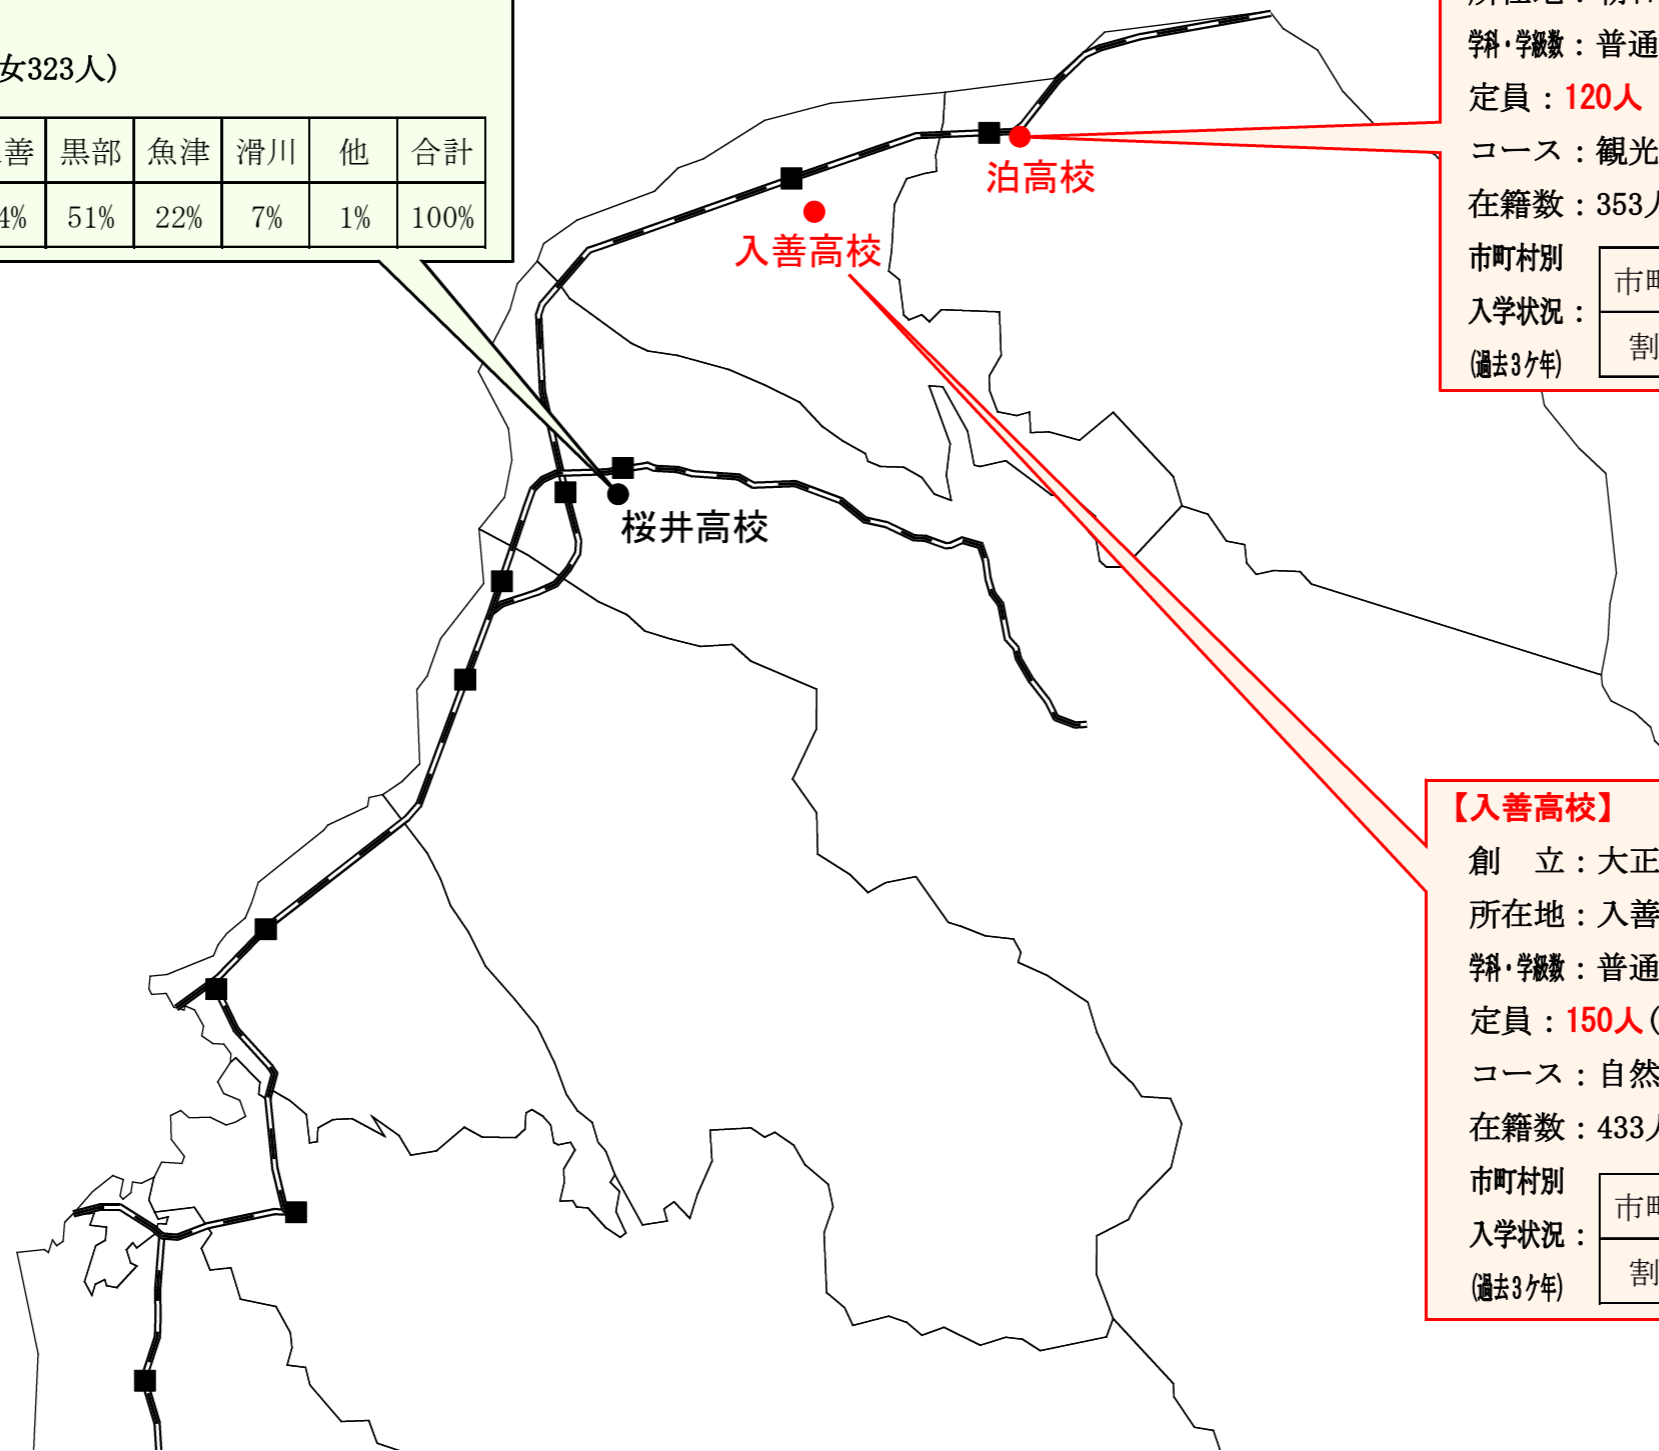 女323人）
善 黒部 魚津 滑川 他 合計
4% 51% 22% 7% 1% 100%
学科・学級数：普通
定員：120人
コース：観光
在籍数：353人
市町村別
入学状況：
(過去3ケ年)
市町
割
泊高校
入善高校
桜井高校
【入善高校】
創　立：大正
所在地：入善
学科・学級数：普通
定員：150人(
コース：自然
在籍数：433人
市町村別
入学状況：
(過去3ケ年)
市町
割